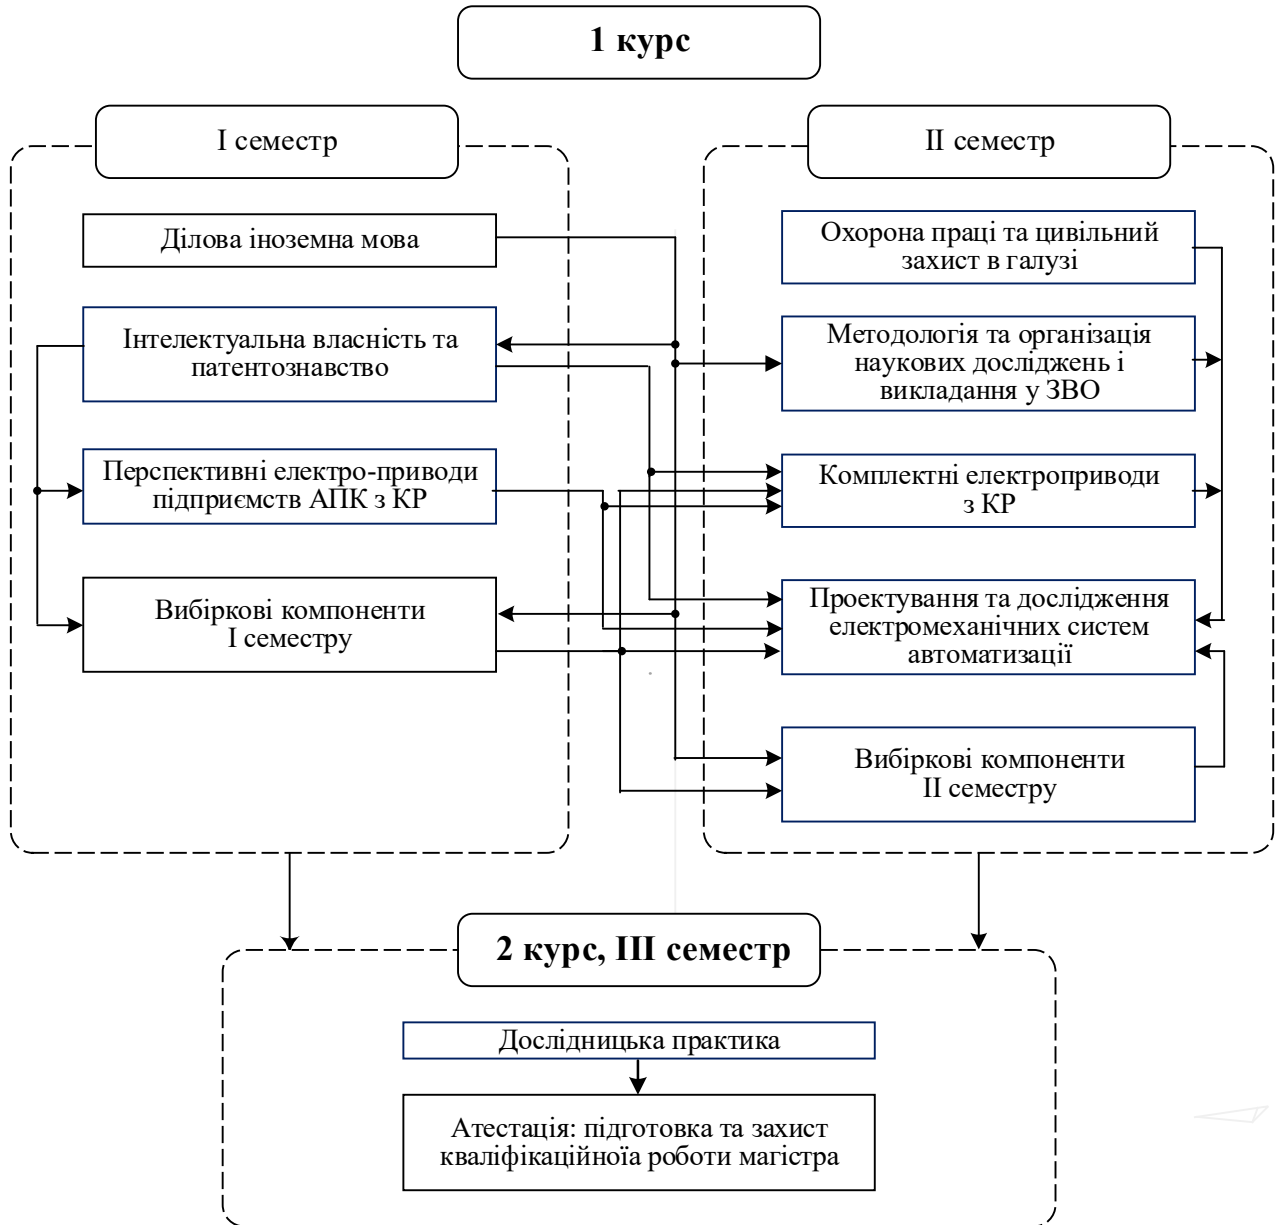 1 курс
І семестр
Ділова іноземна мова
Інтелектуальна власність та
патентознавство
Перспективні електро-приводи
підприємств АПК з КР
Вибіркові компоненти
І семестру
ІІ семестр
Охорона праці та цивільний
захист в галузі
Методологія та організація
наукових досліджень і
викладання у ЗВО
Комплектні електроприводи
з КР
Проектування та дослідження
електромеханічних систем
автоматизації
Вибіркові компоненти
ІІ семестру
2 курс, ІІІ семестр
Дослідницька практика
Атестація: підготовка та захист
кваліфікаційноїа роботи магістра